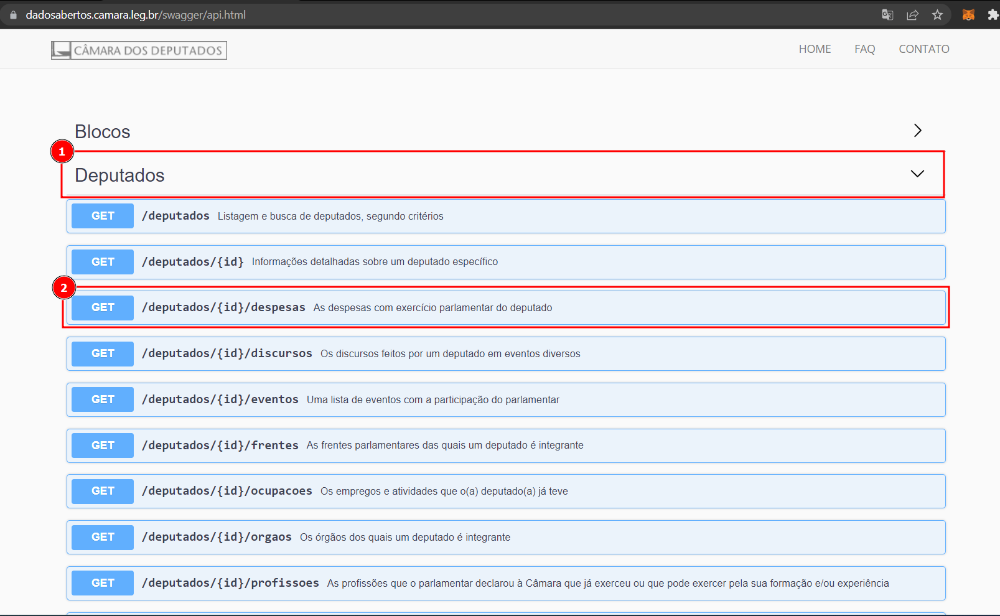 dadosabertos.camara.leg.br/swagger/api.html
CÂMARA DOS DEPUTADOS
HOME FAQ CONTATO
Blocos
1
Deputados
GET /deputados Listagem e busca de deputados, segundo critérios
GET /deputados/{id} Informações detalhadas sobre um deputado específico
2
GET /deputados/{id}/despesas As despesas com exercício parlamentar do deputado
GET /deputados/{id}/discursos Os discursos feitos por um deputado em eventos diversos
GET /deputados/{id}/eventos Uma lista de eventos com a participação do parlamentar
GET /deputados/{id}/frentes As frentes parlamentares das quais um deputado é integrante
GET /deputados/{id}/ocupacoes Os empregos e atividades que o(a) deputado(a) já teve
GET /deputados/{id}/orgaos Os órgãos dos quais um deputado é integrante
GET /deputados/{id}/profissoes As profissões que o parlamentar declarou à Câmara que já exerceu ou que pode exercer pela sua formação e/ou experiência